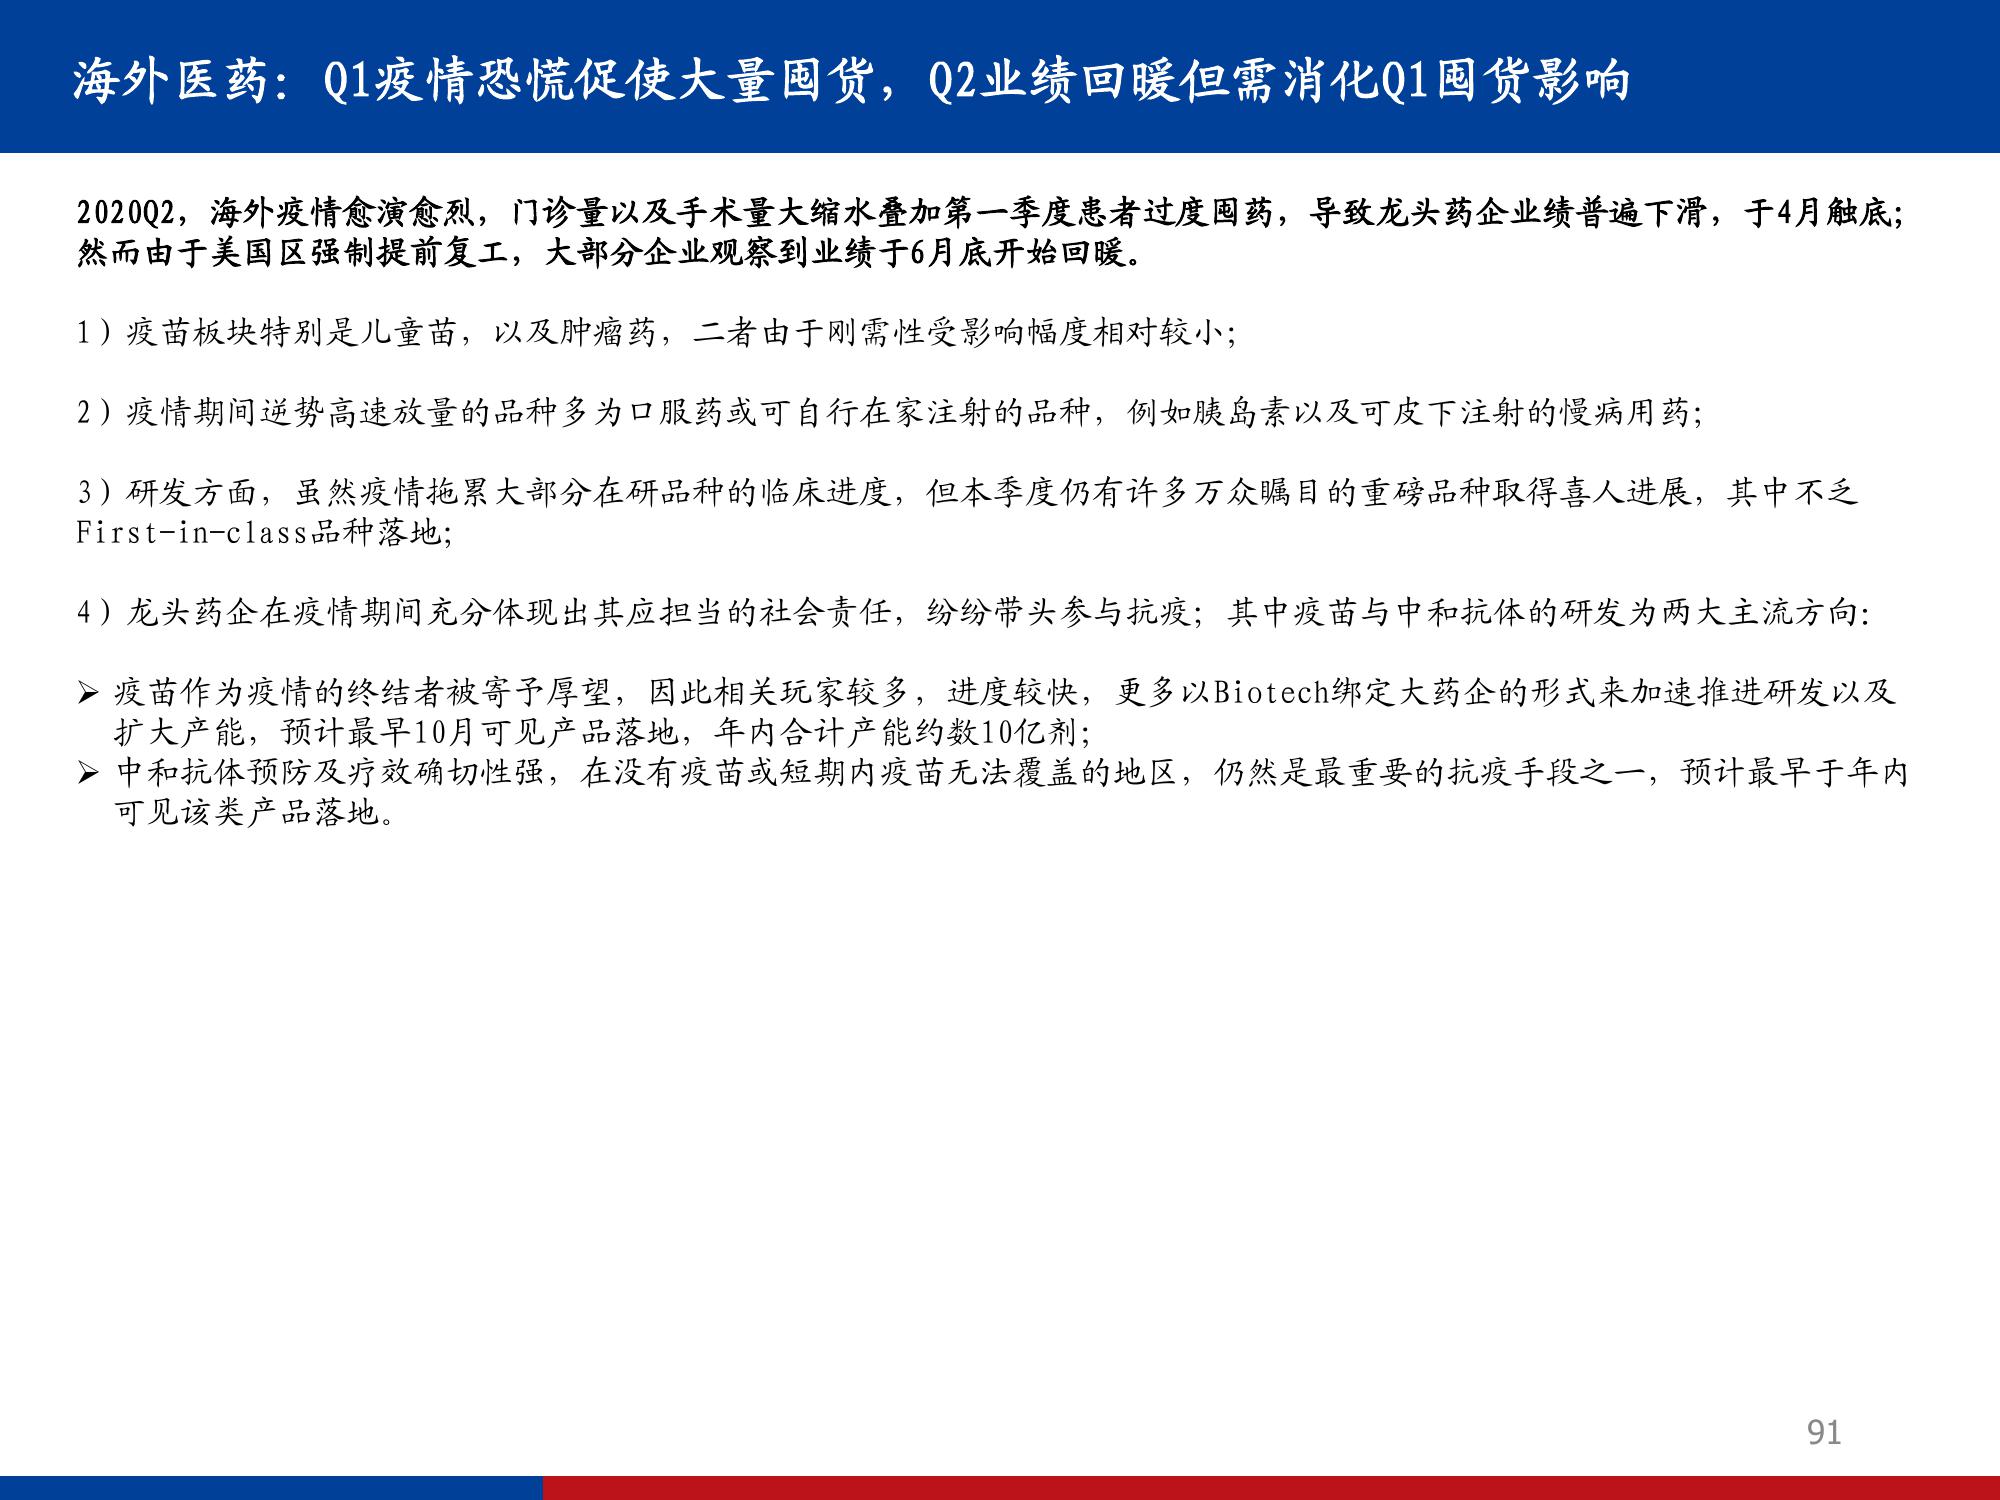 海外医药：Q1疫情恐慌促使大量囤货，Q2业绩回暖但需消化Q1囤货影响
2020Q2，海外疫情愈演愈烈，门诊量以及手术量大缩水叠加第一季度患者过度囤药，导致龙头药企业绩普遍下滑，于4月触底；
然而由于美国区强制提前复工，大部分企业观察到业绩于6月底开始回暖。
1）疫苗板块特别是儿童苗，以及肿瘤药，二者由于刚需性受影响幅度相对较小；
2）疫情期间逆势高速放量的品种多为口服药或可自行在家注射的品种，例如胰岛素以及可皮下注射的慢病用药；
3）研发方面，虽然疫情拖累大部分在研品种的临床进度，但本季度仍有许多万众瞩目的重磅品种取得喜人进展，其中不乏
First-in-class品种落地；
4）龙头药企在疫情期间充分体现出其应担当的社会责任，纷纷带头参与抗疫；其中疫苗与中和抗体的研发为两大主流方向：
➢ 疫苗作为疫情的终结者被寄予厚望，因此相关玩家较多，进度较快，更多以Biotech绑定大药企的形式来加速推进研发以及
扩大产能，预计最早10月可见产品落地，年内合计产能约数10亿剂；
➢ 中和抗体预防及疗效确切性强，在没有疫苗或短期内疫苗无法覆盖的地区，仍然是最重要的抗疫手段之一，预计最早于年内
可见该类产品落地。
91